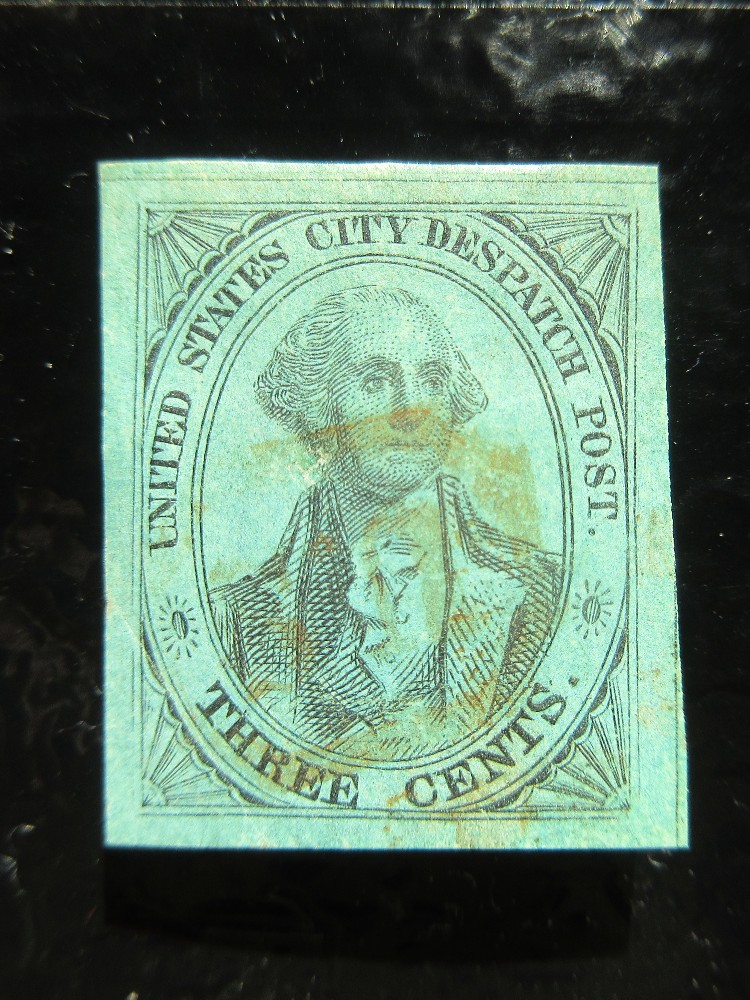 UNITED STATES CITY DESPATCH POST.
THREE CENTS.